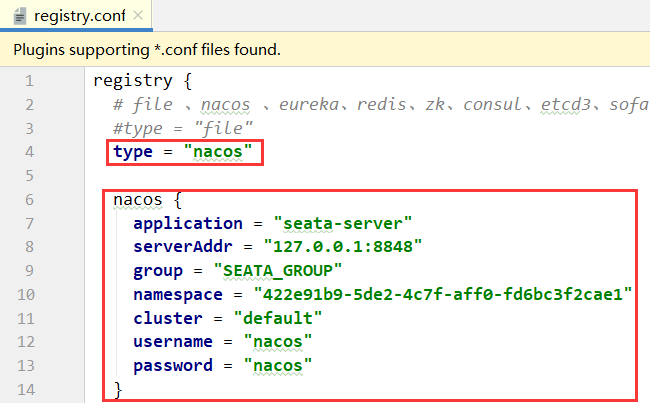 registry.conf
Plugins supporting *.conf files found.
1 registry {
2 # file 、nacos 、eureka、redis、zk、consul、etcd3、sofa
3 #type = "file"
4 type = "nacos"
5
6 nacos {
7 application = "seata-server"
8 serverAddr = "127.0.0.1:8848"
9 group = "SEATA_GROUP"
10 namespace = "422e91b9-5de2-4c7f-aff0-fd6bc3f2cae1"
11 cluster = "default"
12 username = "nacos"
13 password = "nacos"
14 }